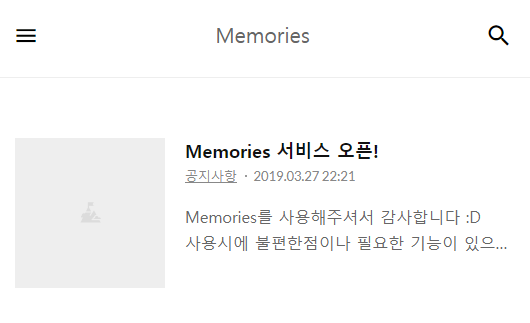 Memories
Memories 서비스 오픈!
공지사항 · 2019.03.27 22:21
Memories를 사용해주셔서 감사합니다 :D
사용시에 불편한점이나 필요한 기능이 있으...